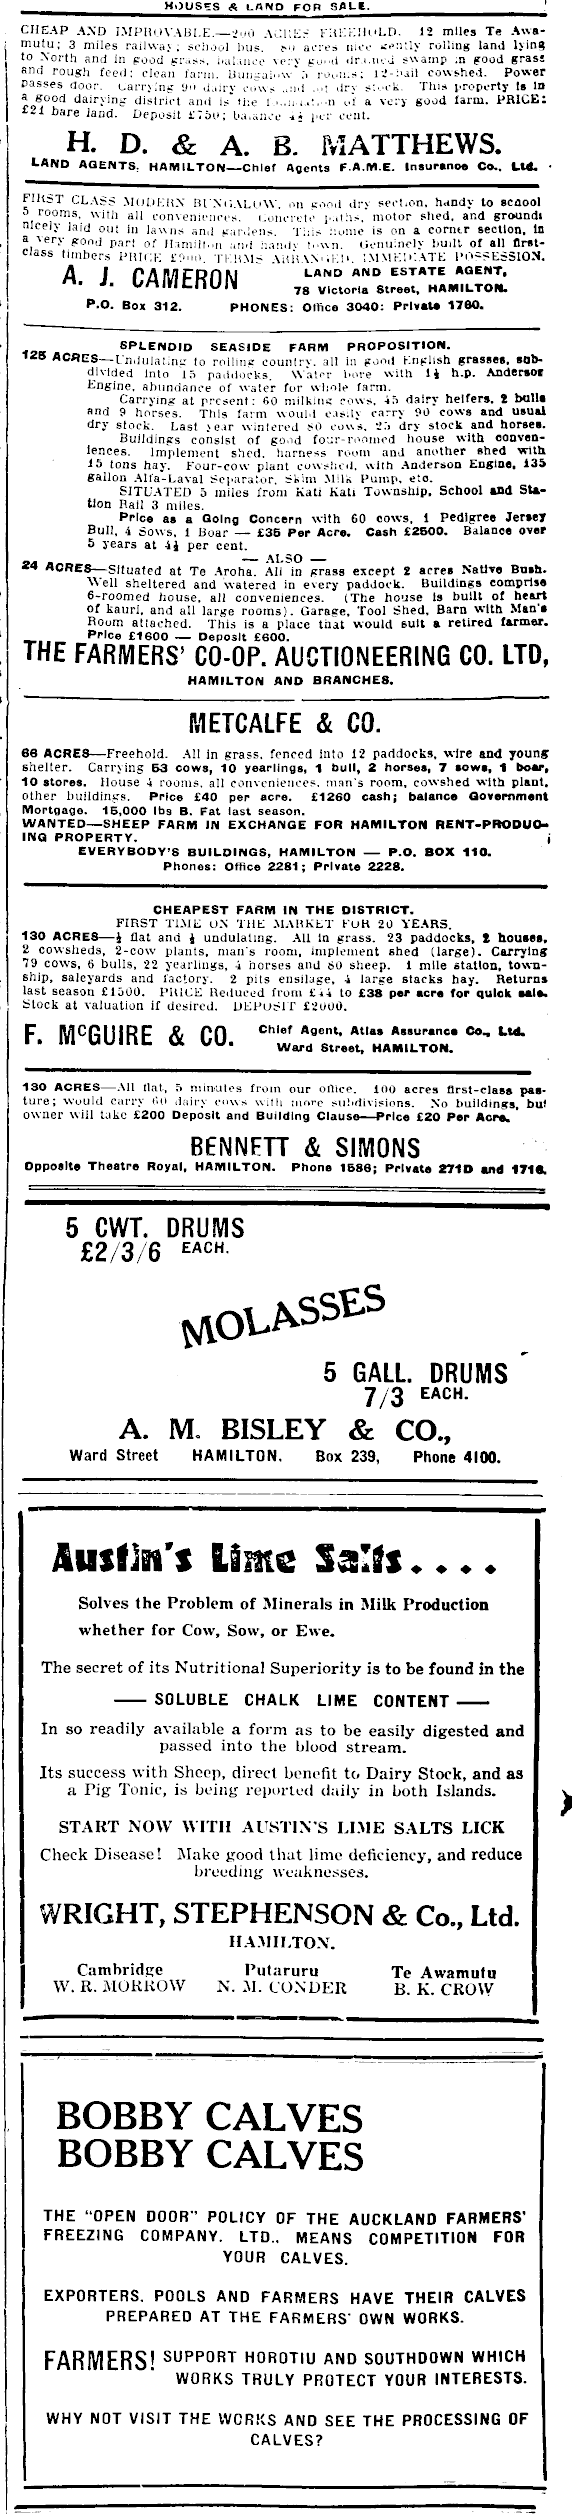 HOUSES & LAND FOR SALE.
CHEAP AND IMPROVABLE.—200 ACRES FREEHOLD. 12 miles Te Awa-
mutu; 3 miles railway; school bus. 80 acres nice gently rolling land lying
to North and in good grass, balance very good drained swamp in good grass
and rough feed; clean farm. Bungalow 5 rooms; 12-bail cowshed. Power
passes door. Carrying 90 dairy cows and lot dry stock. This property is in
a good dairying district and is the foundation of a very good farm. PRICE:
£21 bare land. Deposit £750; balance 4½ per cent.
H. D. & A. B. MATTHEWS.
LAND AGENTS, HAMILTON—Chief Agents F.A.M.E. Insurance Co., Ltd.
FIRST CLASS MODERN BUNGALOW, on good dry section, handy to school
5 rooms, with all conveniences. Concrete paths, motor shed, and grounds
nicely laid out in lawns and gardens. This home is on a corner section, in
a very good part of Hamilton and handy town. Genuinely built of all first-
class timbers PRICE £900. TERMS ARRANGED. IMMEDIATE POSSESSION.
A. J. CAMERON LAND AND ESTATE AGENT,
78 Victoria Street, HAMILTON.
P.O. Box 312. PHONES: Office 3040: Private 1760.
SPLENDID SEASIDE FARM PROPOSITION.
125 ACRES—Undulating to rolling country, all in good English grasses, sub-
divided into 15 paddocks. Water bore with 1½ h.p. Anderson
Engine, abundance of water for whole farm.
Carrying at present: 60 milking cows, 45 dairy heifers, 2 bulls
and 9 horses. This farm would easily carry 90 cows and usual
dry stock. Last year wintered 80 cows, 25 dry stock and horses.
Buildings consist of good four-roomed house with conven-
iences. Implement shed, harness room and another shed with
15 tons hay. Four-cow plant cowshed, with Anderson Engine, 135
gallon Alfa-Laval Separator, Skim Milk Pump, etc.
SITUATED 5 miles from Kati Kati Township, School and Sta-
tion Rail 3 miles.
Price as a Going Concern with 60 cows, 1 Pedigree Jersey
Bull, 4 Sows, 1 Boar — £35 Per Acre. Cash £2500. Balance over
5 years at 4½ per cent.
— ALSO —
24 ACRES—Situated at Te Aroha. All in grass except 2 acres Native Bush.
Well sheltered and watered in every paddock. Buildings comprise
6-roomed house, all conveniences. (The house is built of heart
of kauri, and all large rooms). Garage, Tool Shed, Barn with Man's
Room attached. This is a place that would suit a retired farmer.
Price £1600 — Deposit £600.
THE FARMERS' CO-OP. AUCTIONEERING CO. LTD,
HAMILTON AND BRANCHES.
METCALFE & CO.
66 ACRES—Freehold. All in grass, fenced into 12 paddocks, wire and young
shelter. Carrying 53 cows, 10 yearlings, 1 bull, 2 horses, 7 sows, 1 boar,
10 stores. House 4 rooms, all conveniences, man's room, cowshed with plant,
other buildings. Price £40 per acre. £1260 cash; balance Government
Mortgage. 15,000 lbs B. Fat last season.
WANTED—SHEEP FARM IN EXCHANGE FOR HAMILTON RENT-PRODUC-
ING PROPERTY.
EVERYBODY'S BUILDINGS, HAMILTON — P.O. BOX 110.
Phones: Office 2281; Private 2228.
CHEAPEST FARM IN THE DISTRICT.
FIRST TIME ON THE MARKET FOR 20 YEARS.
130 ACRES—½ flat and ½ undulating. All in grass. 23 paddocks, 2 houses,
2 cowsheds, 2-cow plants, man's room, implement shed (large). Carrying
79 cows, 6 bulls, 22 yearlings, 4 horses and 80 sheep. 1 mile station, town-
ship, saleyards and factory. 2 pits ensilage, 4 large stacks hay. Returns
last season £1500. PRICE Reduced from £44 to £38 per acre for quick sale.
Stock at valuation if desired. DEPOSIT £2000.
F. McGUIRE & CO. Chief Agent, Atlas Assurance Co., Ltd.
Ward Street, HAMILTON.
130 ACRES—All flat, 5 minutes from our office. 100 acres first-class pas-
ture; would carry 60 dairy cows with more subdivisions. No buildings, but
owner will take £200 Deposit and Building Clause—Price £20 Per Acre.
BENNETT & SIMONS
Opposite Theatre Royal, HAMILTON. Phone 1586; Private 271D and 1716.
5 CWT. DRUMS
£2/3/6 EACH.
MOLASSES
5 GALL. DRUMS
7/3 EACH.
A. M. BISLEY & CO.,
Ward Street HAMILTON. Box 239, Phone 4100.
Austin's Lime Salts....
Solves the Problem of Minerals in Milk Production
whether for Cow, Sow, or Ewe.
The secret of its Nutritional Superiority is to be found in the
— SOLUBLE CHALK LIME CONTENT —
In so readily available a form as to be easily digested and
passed into the blood stream.
Its success with Sheep, direct benefit to Dairy Stock, and as
a Pig Tonic, is being reported daily in both Islands.
START NOW WITH AUSTIN'S LIME SALTS LICK
Check Disease! Make good that lime deficiency, and reduce
breeding weaknesses.
WRIGHT, STEPHENSON & Co., Ltd.
HAMILTON.
Cambridge Putaruru Te Awamutu
W. R. MORROW N. M. CONDER B. K. CROW
BOBBY CALVES
BOBBY CALVES
THE "OPEN DOOR" POLICY OF THE AUCKLAND FARMERS'
FREEZING COMPANY, LTD., MEANS COMPETITION FOR
YOUR CALVES.
EXPORTERS, POOLS AND FARMERS HAVE THEIR CALVES
PREPARED AT THE FARMERS' OWN WORKS.
FARMERS! SUPPORT HOROTIU AND SOUTHDOWN WHICH
WORKS TRULY PROTECT YOUR INTERESTS.
WHY NOT VISIT THE WORKS AND SEE THE PROCESSING OF
CALVES?